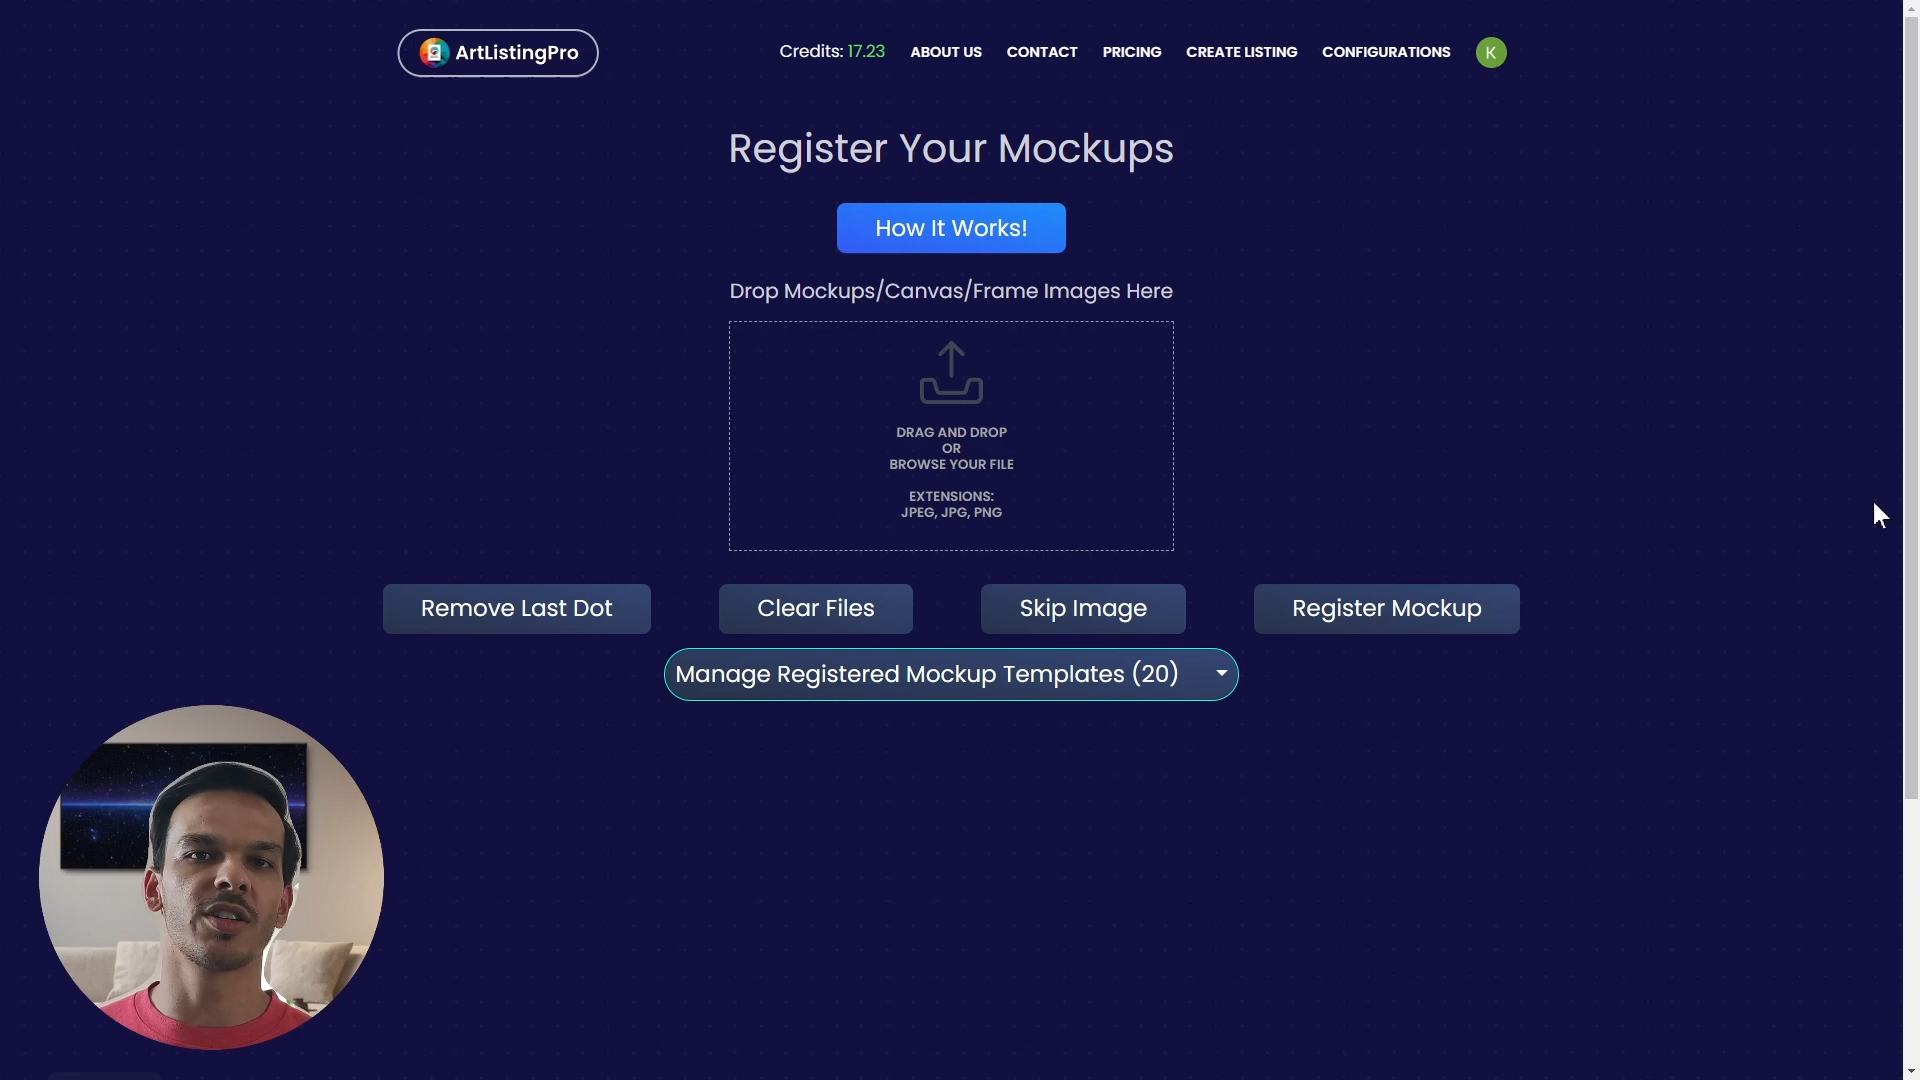 ArtListingPro
Credits: 17.23 ABOUT US CONTACT PRICING CREATE LISTING CONFIGURATIONS K
Register Your Mockups
How It Works!
Drop Mockups/Canvas/Frame Images Here
DRAG AND DROP
OR
BROWSE YOUR FILE
EXTENSIONS:
JPEG, JPG, PNG
Remove Last Dot Clear Files Skip Image Register Mockup
Manage Registered Mockup Templates (20)